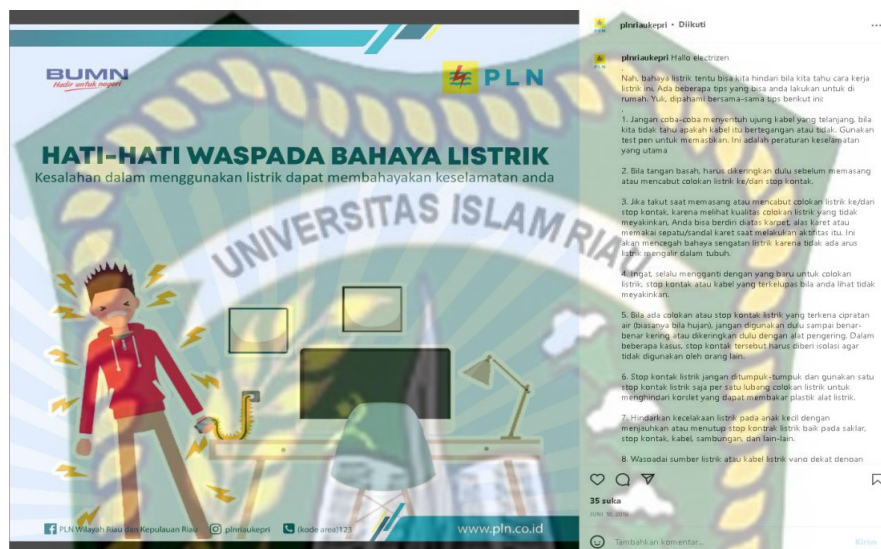 BUMN
Hadir untuk negeri
PLN
HATI-HATI WASPADA BAHAYA LISTRIK
Kesalahan dalam menggunakan listrik dapat membahayakan keselamatan anda
UNIVERSITAS ISLAM RIAU
PLN Wilayah Riau dan Kepulauan Riau
plnriaukepri
(kode area)123
www.pln.co.id
PLN
plnriaukepri • Diikuti
PLN
plnriaukepri Hallo electrizen
.
Nah, bahaya listrik tentu bisa kita hindari bila kita tahu cara kerja
listrik ini. Ada beberapa tips yang bisa anda lakukan untuk di
rumah. Yuk, dipahami bersama-sama tips berikut ini:
.
1. Jangan coba-coba menyentuh ujung kabel yang telanjang, bila
kita tidak tahu apakah kabel itu bertegangan atau tidak. Gunakan
test pen untuk memastikan. Ini adalah peraturan keselamatan
yang utama
2. Bila tangan basah, harus dikeringkan dulu sebelum memasang
atau mencabut colokan listrik ke/dari stop kontak.
3. Jika takut saat memasang atau mencabut colokan listrik ke/dari
stop kontak, karena melihat kualitas colokan listrik yang tidak
meyakinkan, Anda bisa berdiri diatas karpet, alas karet atau
memakai sepatu/sandal karet saat melakukan aktifitas itu. Ini
akan mencegah bahaya sengatan listrik karena tidak ada arus
listrik mengalir dalam tubuh.
4. Ingat, selalu mengganti dengan yang baru untuk colokan
listrik, stop kontak atau kabel yang terkelupas bila anda lihat tidak
meyakinkan.
5. Bila ada colokan atau stop kontak listrik yang terkena cipratan
air (biasanya bila hujan), jangan digunakan dulu sampai benar-
benar kering atau dikeringkan dulu dengan alat pengering. Dalam
beberapa kasus, stop kontak tersebut harus diberi isolasi agar
tidak digunakan oleh orang lain.
6. Stop kontak listrik jangan ditumpuk-tumpuk dan gunakan satu
stop kontak listrik saja per satu lubang colokan listrik untuk
menghindari korslet yang dapat membakar plastik alat listrik.
7. Hindarkan kecelakaan listrik pada anak kecil dengan
menjauhkan atau menutup stop kontrak listrik baik pada saklar,
stop kontak, kabel, sambungan, dan lain-lain.
8. Waspadai sumber listrik atau kabel listrik yang dekat dengan
35 suka
JUNI 10, 2019
Tambahkan komentar...
Kirim